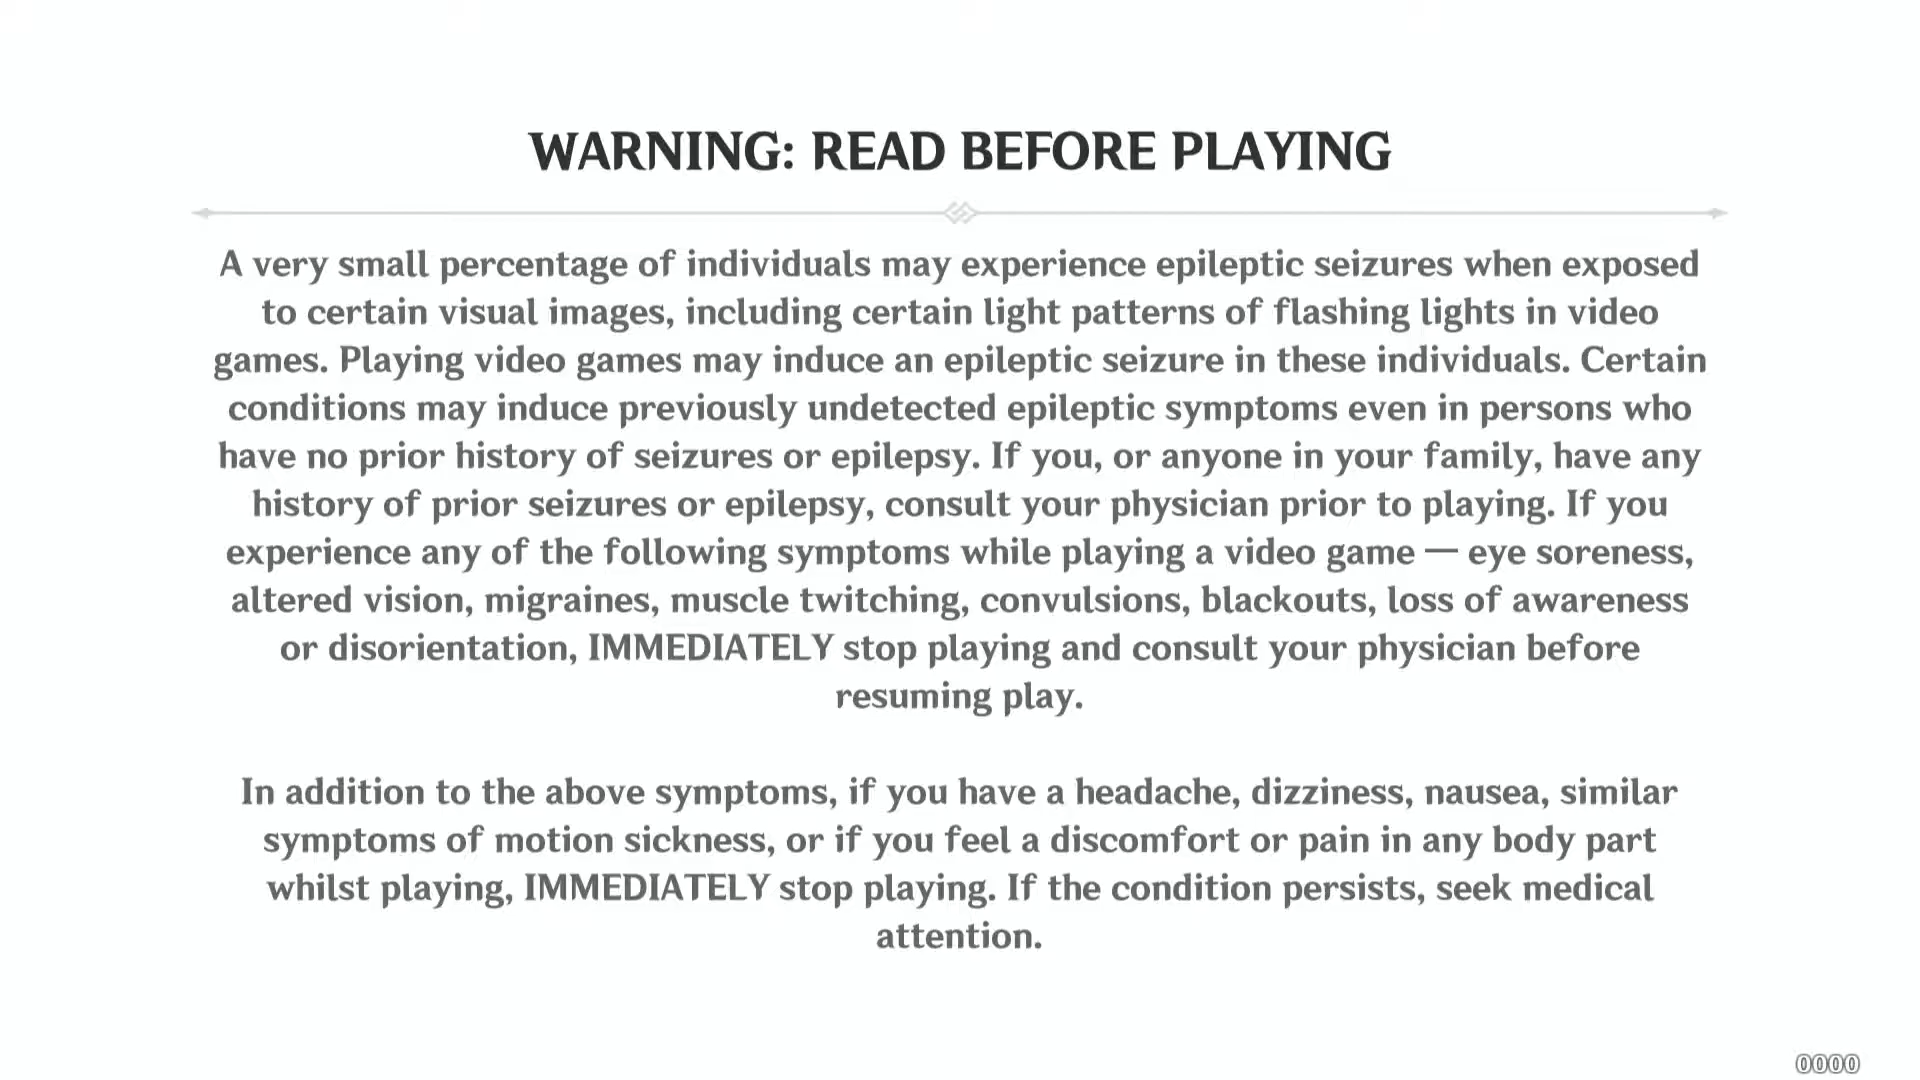 WARNING: READ BEFORE PLAYING
A very small percentage of individuals may experience epileptic seizures when exposed
to certain visual images, including certain light patterns of flashing lights in video
games. Playing video games may induce an epileptic seizure in these individuals. Certain
conditions may induce previously undetected epileptic symptoms even in persons who
have no prior history of seizures or epilepsy. If you, or anyone in your family, have any
history of prior seizures or epilepsy, consult your physician prior to playing. If you
experience any of the following symptoms while playing a video game — eye soreness,
altered vision, migraines, muscle twitching, convulsions, blackouts, loss of awareness
or disorientation, IMMEDIATELY stop playing and consult your physician before
resuming play.
In addition to the above symptoms, if you have a headache, dizziness, nausea, similar
symptoms of motion sickness, or if you feel a discomfort or pain in any body part
whilst playing, IMMEDIATELY stop playing. If the condition persists, seek medical
attention.
0000